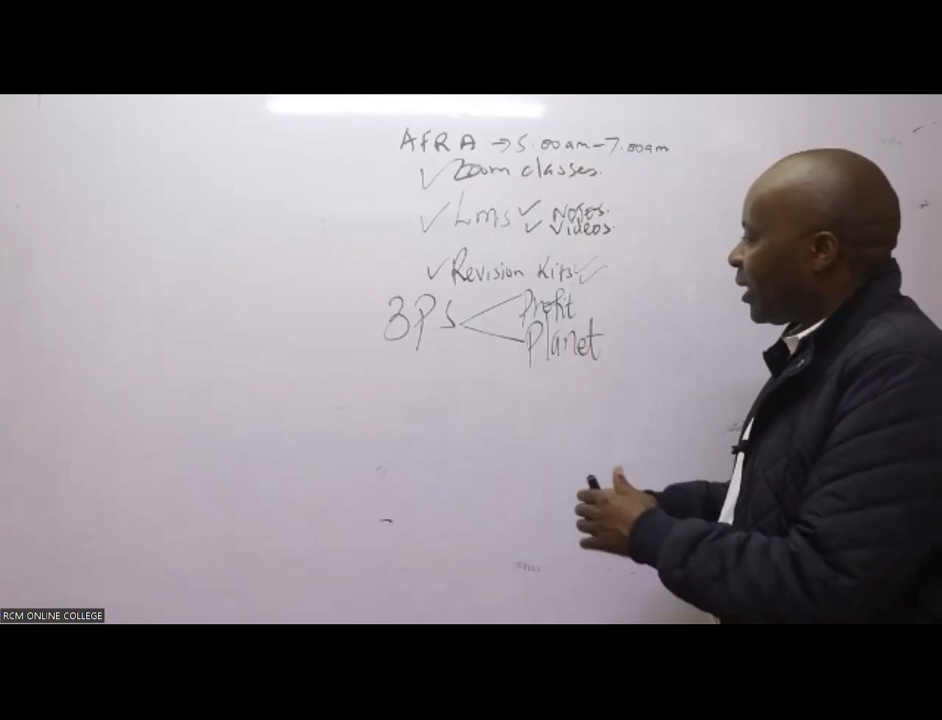 AFRA → 5.00am-7.00am
✓ Zoom classes.
✓ Lms ✓ NOTES.
✓ Videos.
✓ Revision Kits ✓
3Ps < Profit
Planet
RCM ONLINE COLLEGE